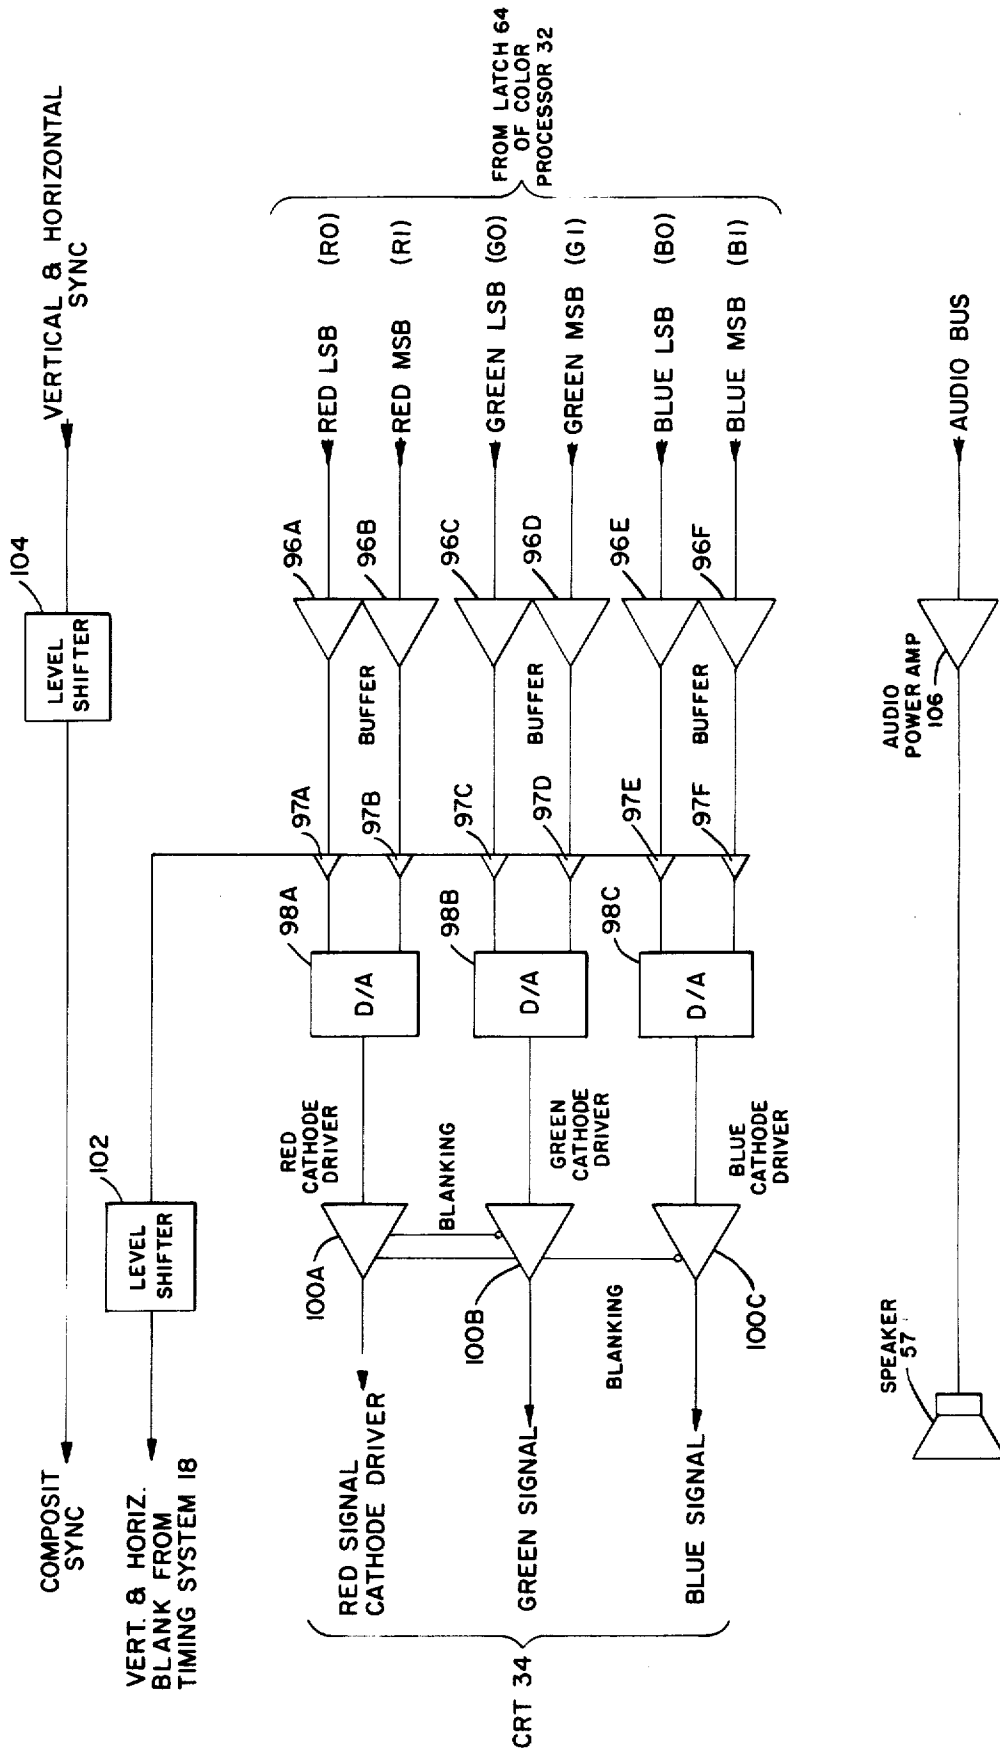 VERTICAL & HORIZONTAL
SYNC
104
LEVEL
SHIFTER
COMPOSIT
SYNC
102
LEVEL
SHIFTER
VERT. & HORIZ.
BLANK FROM
TIMING SYSTEM 18
FROM LATCH 64
OF COLOR
PROCESSOR 32
RED LSB (R0)
RED MSB (R1)
GREEN LSB (G0)
GREEN MSB (G1)
BLUE LSB (B0)
BLUE MSB (B1)
96A
96B
96C
96D
96E
96F
BUFFER
BUFFER
BUFFER
97A
97B
97C
97D
97E
97F
98A
98B
98C
D/A
D/A
D/A
RED
CATHODE
DRIVER
GREEN
CATHODE
DRIVER
BLUE
CATHODE
DRIVER
BLANKING
BLANKING
100A
100B
100C
RED SIGNAL
CATHODE DRIVER
GREEN SIGNAL
BLUE SIGNAL
CRT 34
AUDIO BUS
AUDIO
POWER AMP
106
SPEAKER
57